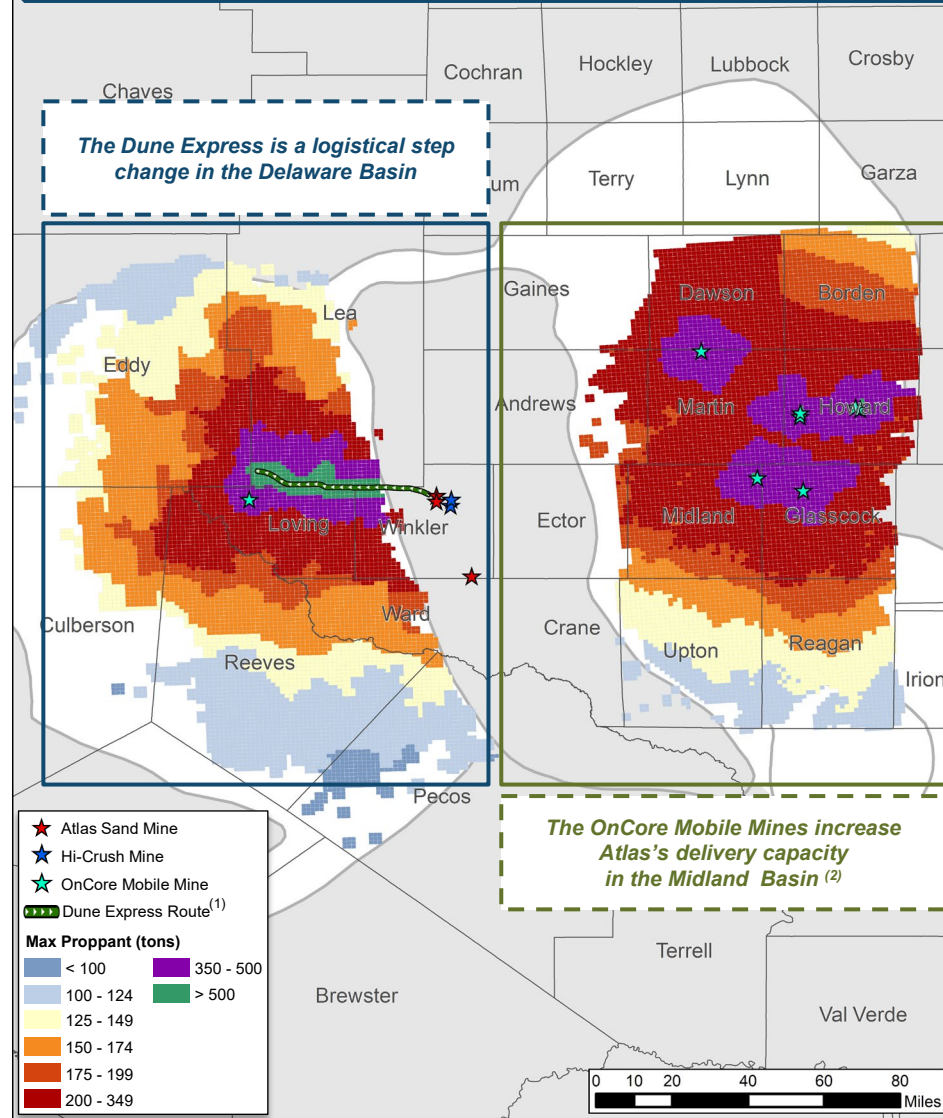 Cochran
Hockley
Lubbock
Crosby
Chaves
The Dune Express is a logistical step
change in the Delaware Basin
um
Terry
Lynn
Garza
Gaines
Dawson
Borden
Lea
Eddy
Andrews
Martin
Howard
Loving
Winkler
Ector
Midland
Glasscock
Culberson
Ward
Crane
Reeves
Upton
Reagan
Irion
Pecos
The OnCore Mobile Mines increase
Atlas's delivery capacity
in the Midland Basin (2)
Atlas Sand Mine
Hi-Crush Mine
OnCore Mobile Mine
Dune Express Route(1)
Max Proppant (tons)
< 100
100 - 124
125 - 149
150 - 174
175 - 199
200 - 349
350 - 500
> 500
Brewster
Terrell
Val Verde
0 10 20 40 60 80
Miles